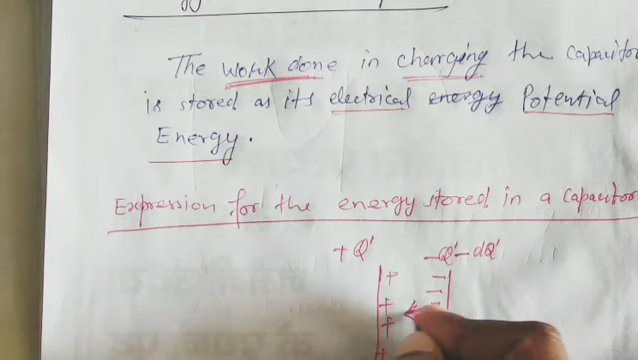 The work done in charging the capacitor
is stored as its electrical energy Potential
Energy.
Expression for the energy stored in a Capacitor
+Q' -Q'-dQ'
+ -
+ -
+ -
+